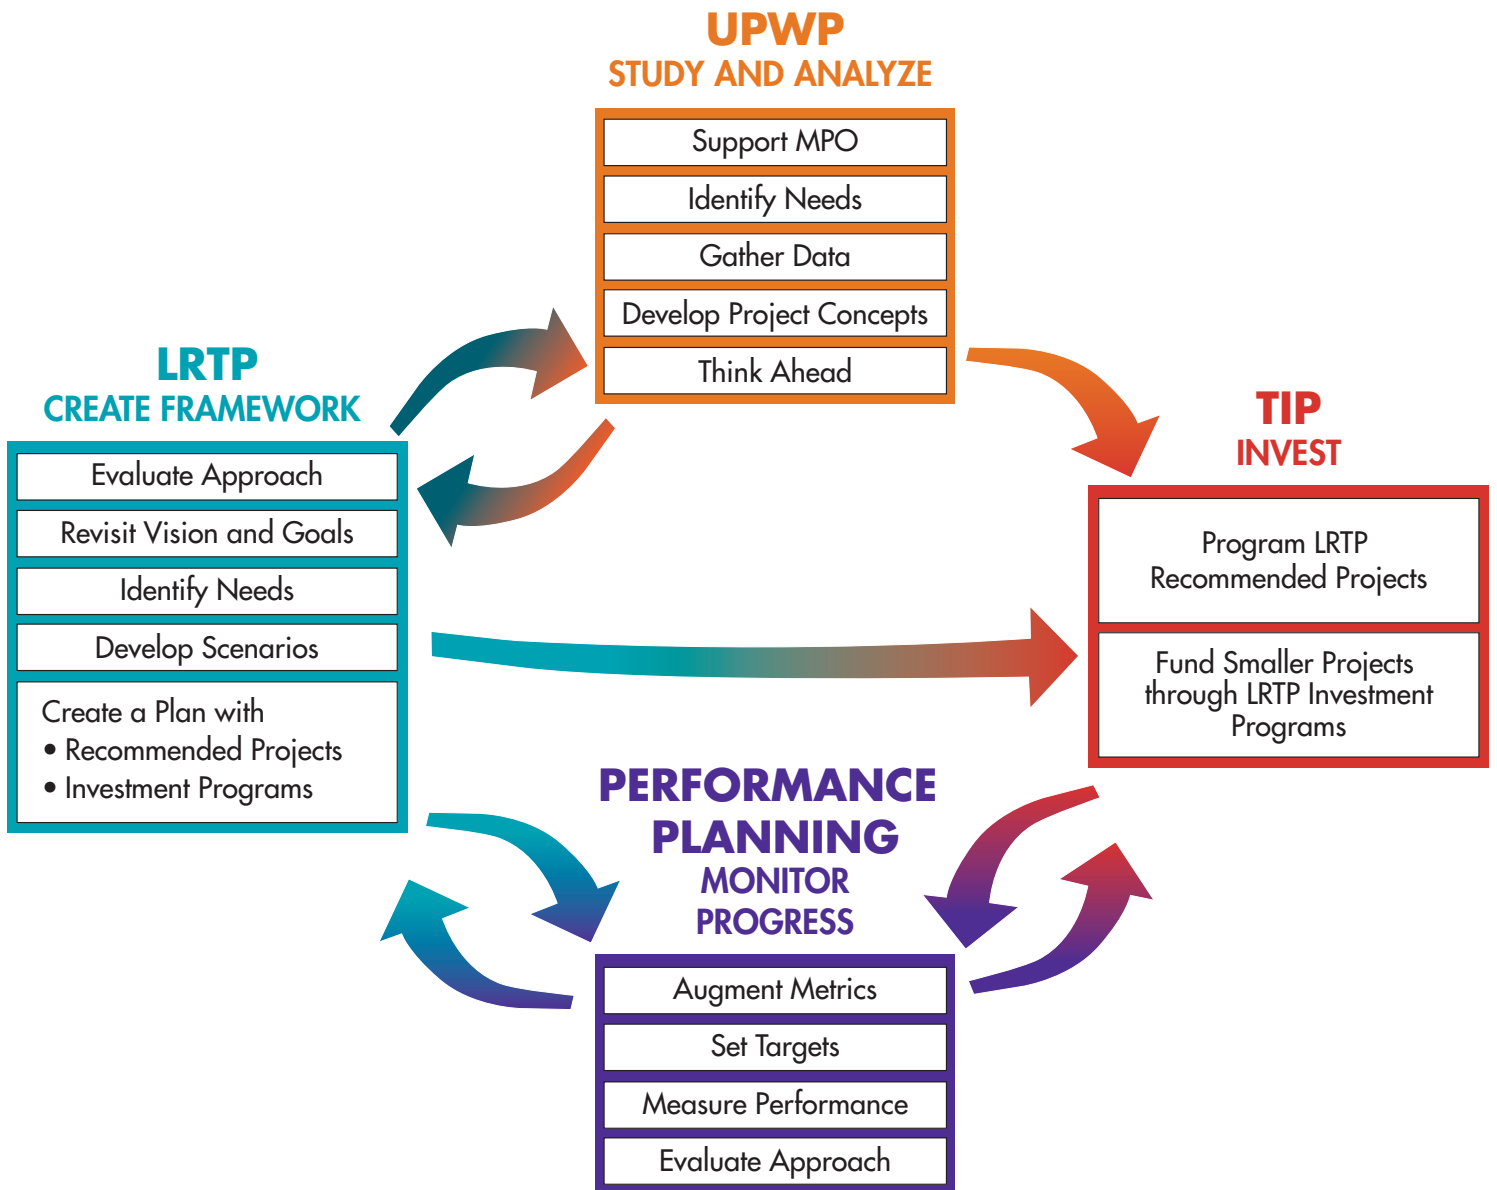 UPWP
STUDY AND ANALYZE
Support MPO
Identify Needs
Gather Data
Develop Project Concepts
Think Ahead
LRTP
CREATE FRAMEWORK
Evaluate Approach
Revisit Vision and Goals
Identify Needs
Develop Scenarios
Create a Plan with
• Recommended Projects
• Investment Programs
TIP
INVEST
Program LRTP
Recommended Projects
Fund Smaller Projects
through LRTP Investment
Programs
PERFORMANCE
PLANNING
MONITOR
PROGRESS
Augment Metrics
Set Targets
Measure Performance
Evaluate Approach